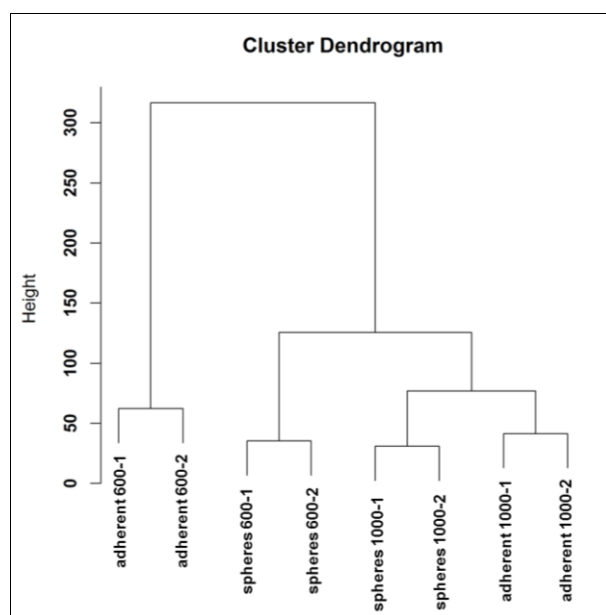 Cluster Dendrogram
Height
300
250
200
150
100
50
0
adherent 600-1
adherent 600-2
spheres 600-1
spheres 600-2
spheres 1000-1
spheres 1000-2
adherent 1000-1
adherent 1000-2